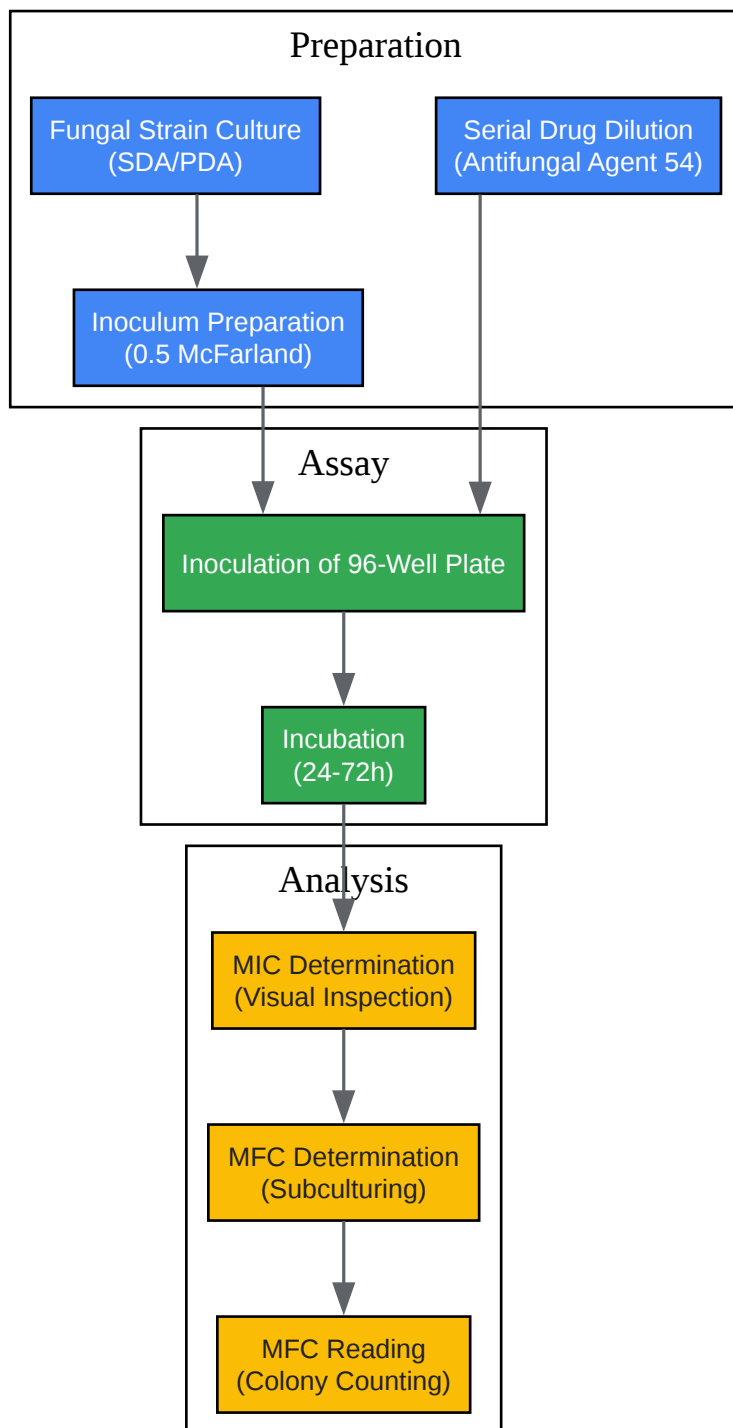 Preparation
Fungal Strain Culture
(SDA/PDA)
Serial Drug Dilution
(Antifungal Agent 54)
Inoculum Preparation
(0.5 McFarland)
Assay
Inoculation of 96-Well Plate
Incubation
(24-72h)
Analysis
MIC Determination
(Visual Inspection)
MFC Determination
(Subculturing)
MFC Reading
(Colony Counting)